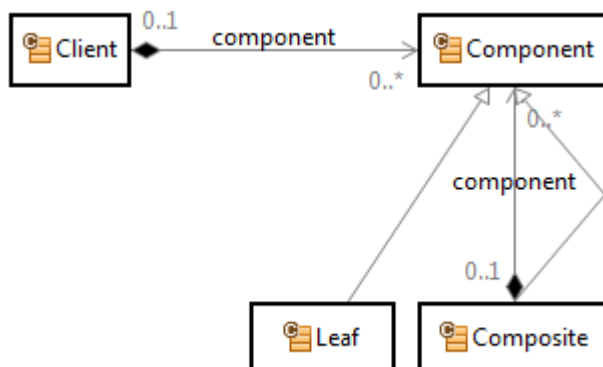 0..1
Client
component
Component
0..*
0..*
component
0..1
Leaf
Composite